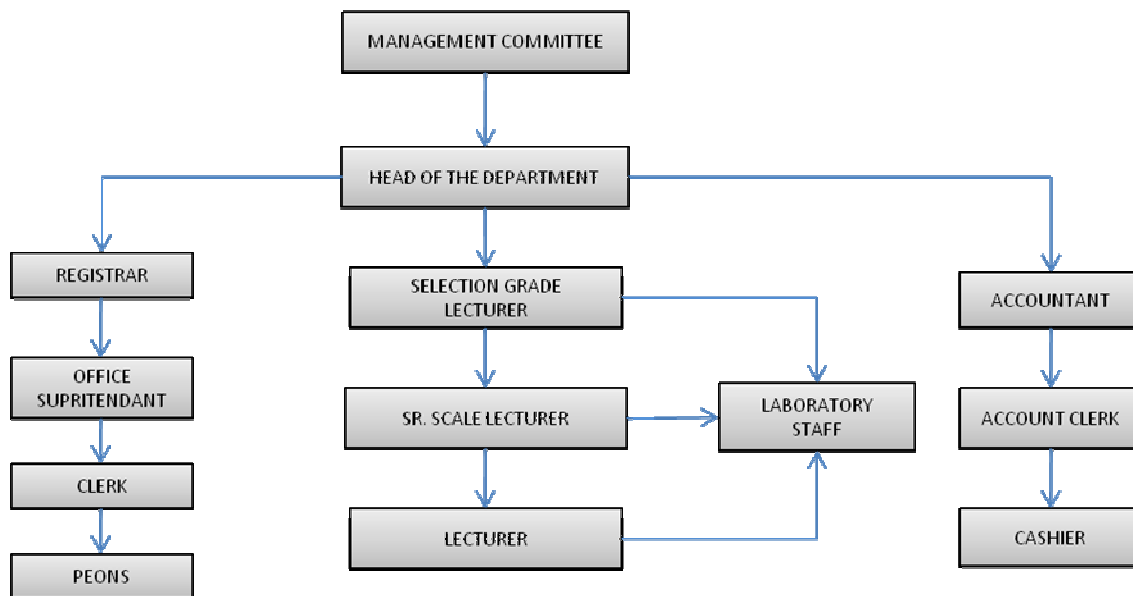 MANAGEMENT COMMITTEE
HEAD OF THE DEPARTMENT
REGISTRAR
OFFICE
SUPRITENDANT
CLERK
PEONS
SELECTION GRADE
LECTURER
SR. SCALE LECTURER
LECTURER
LABORATORY
STAFF
ACCOUNTANT
ACCOUNT CLERK
CASHIER